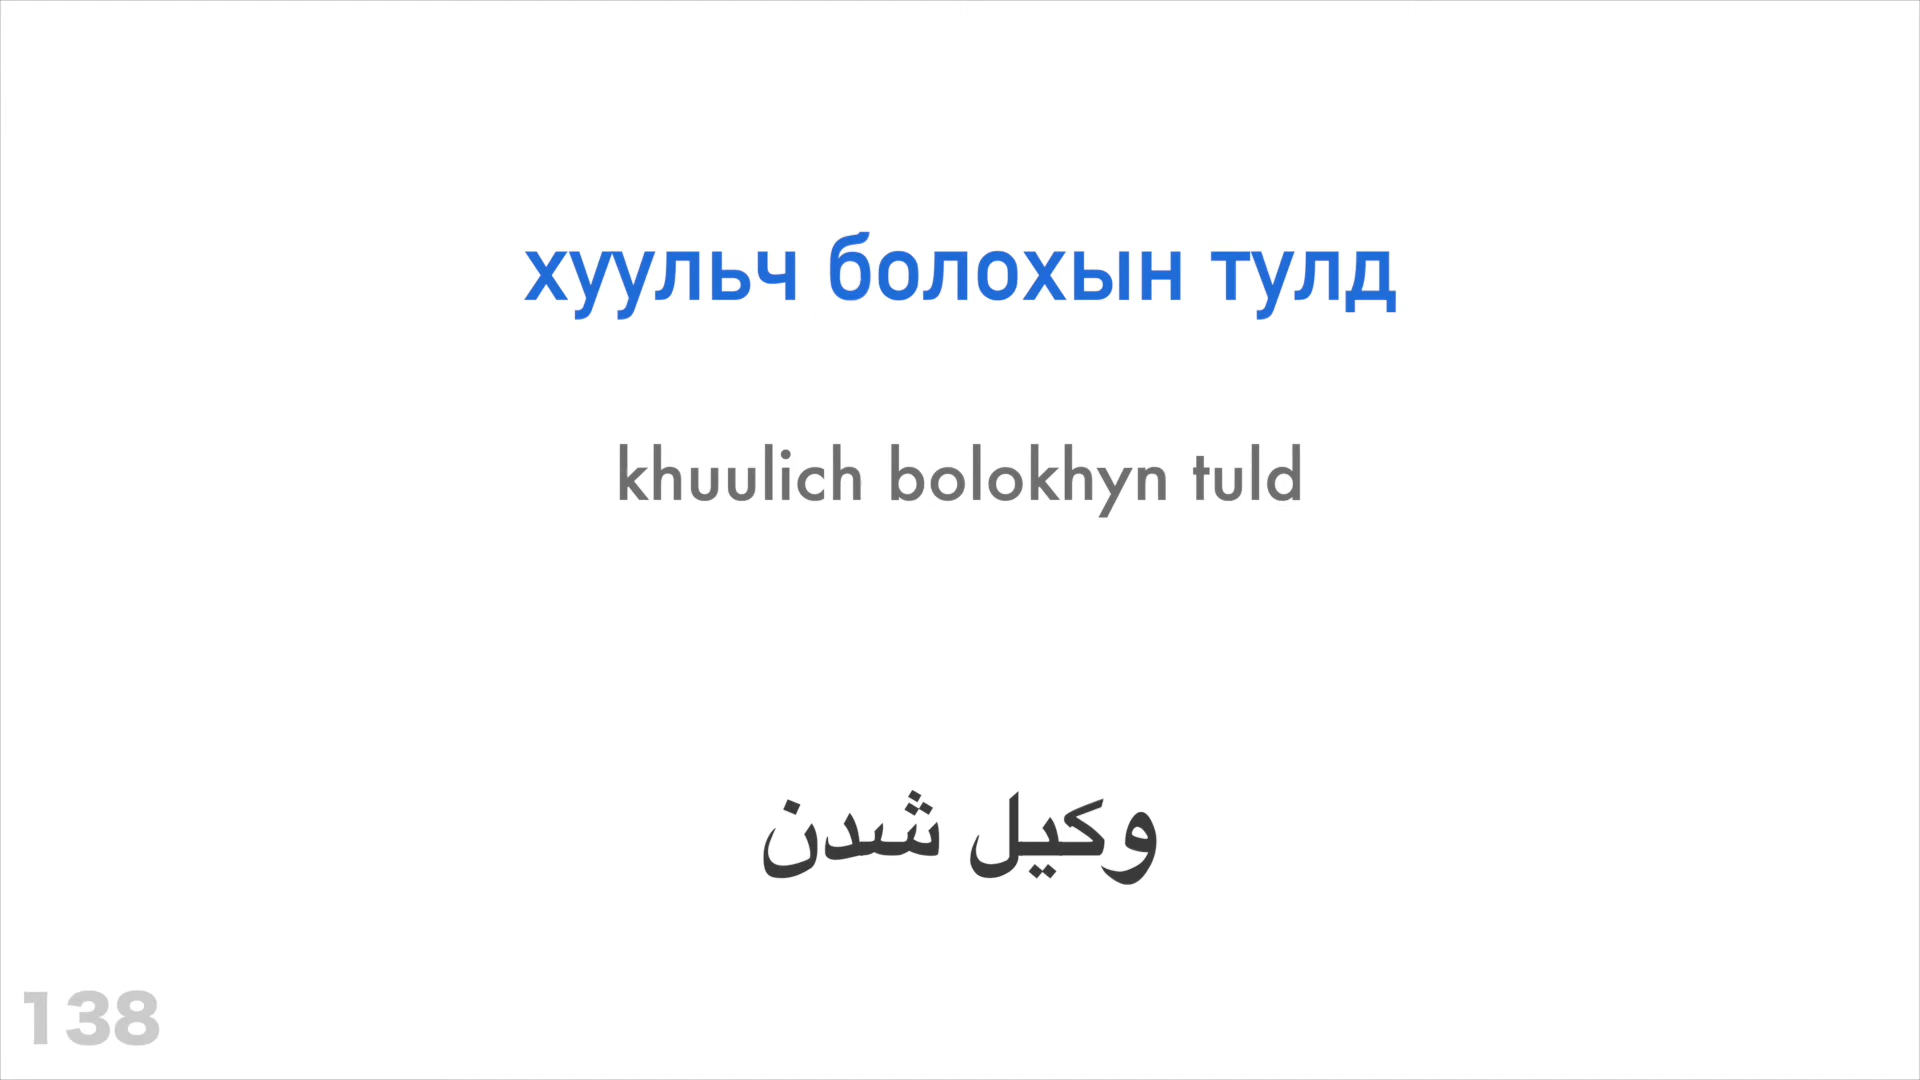 хуульч болохын тулд
khuulich bolokhyn tuld
وکیل شدن
138